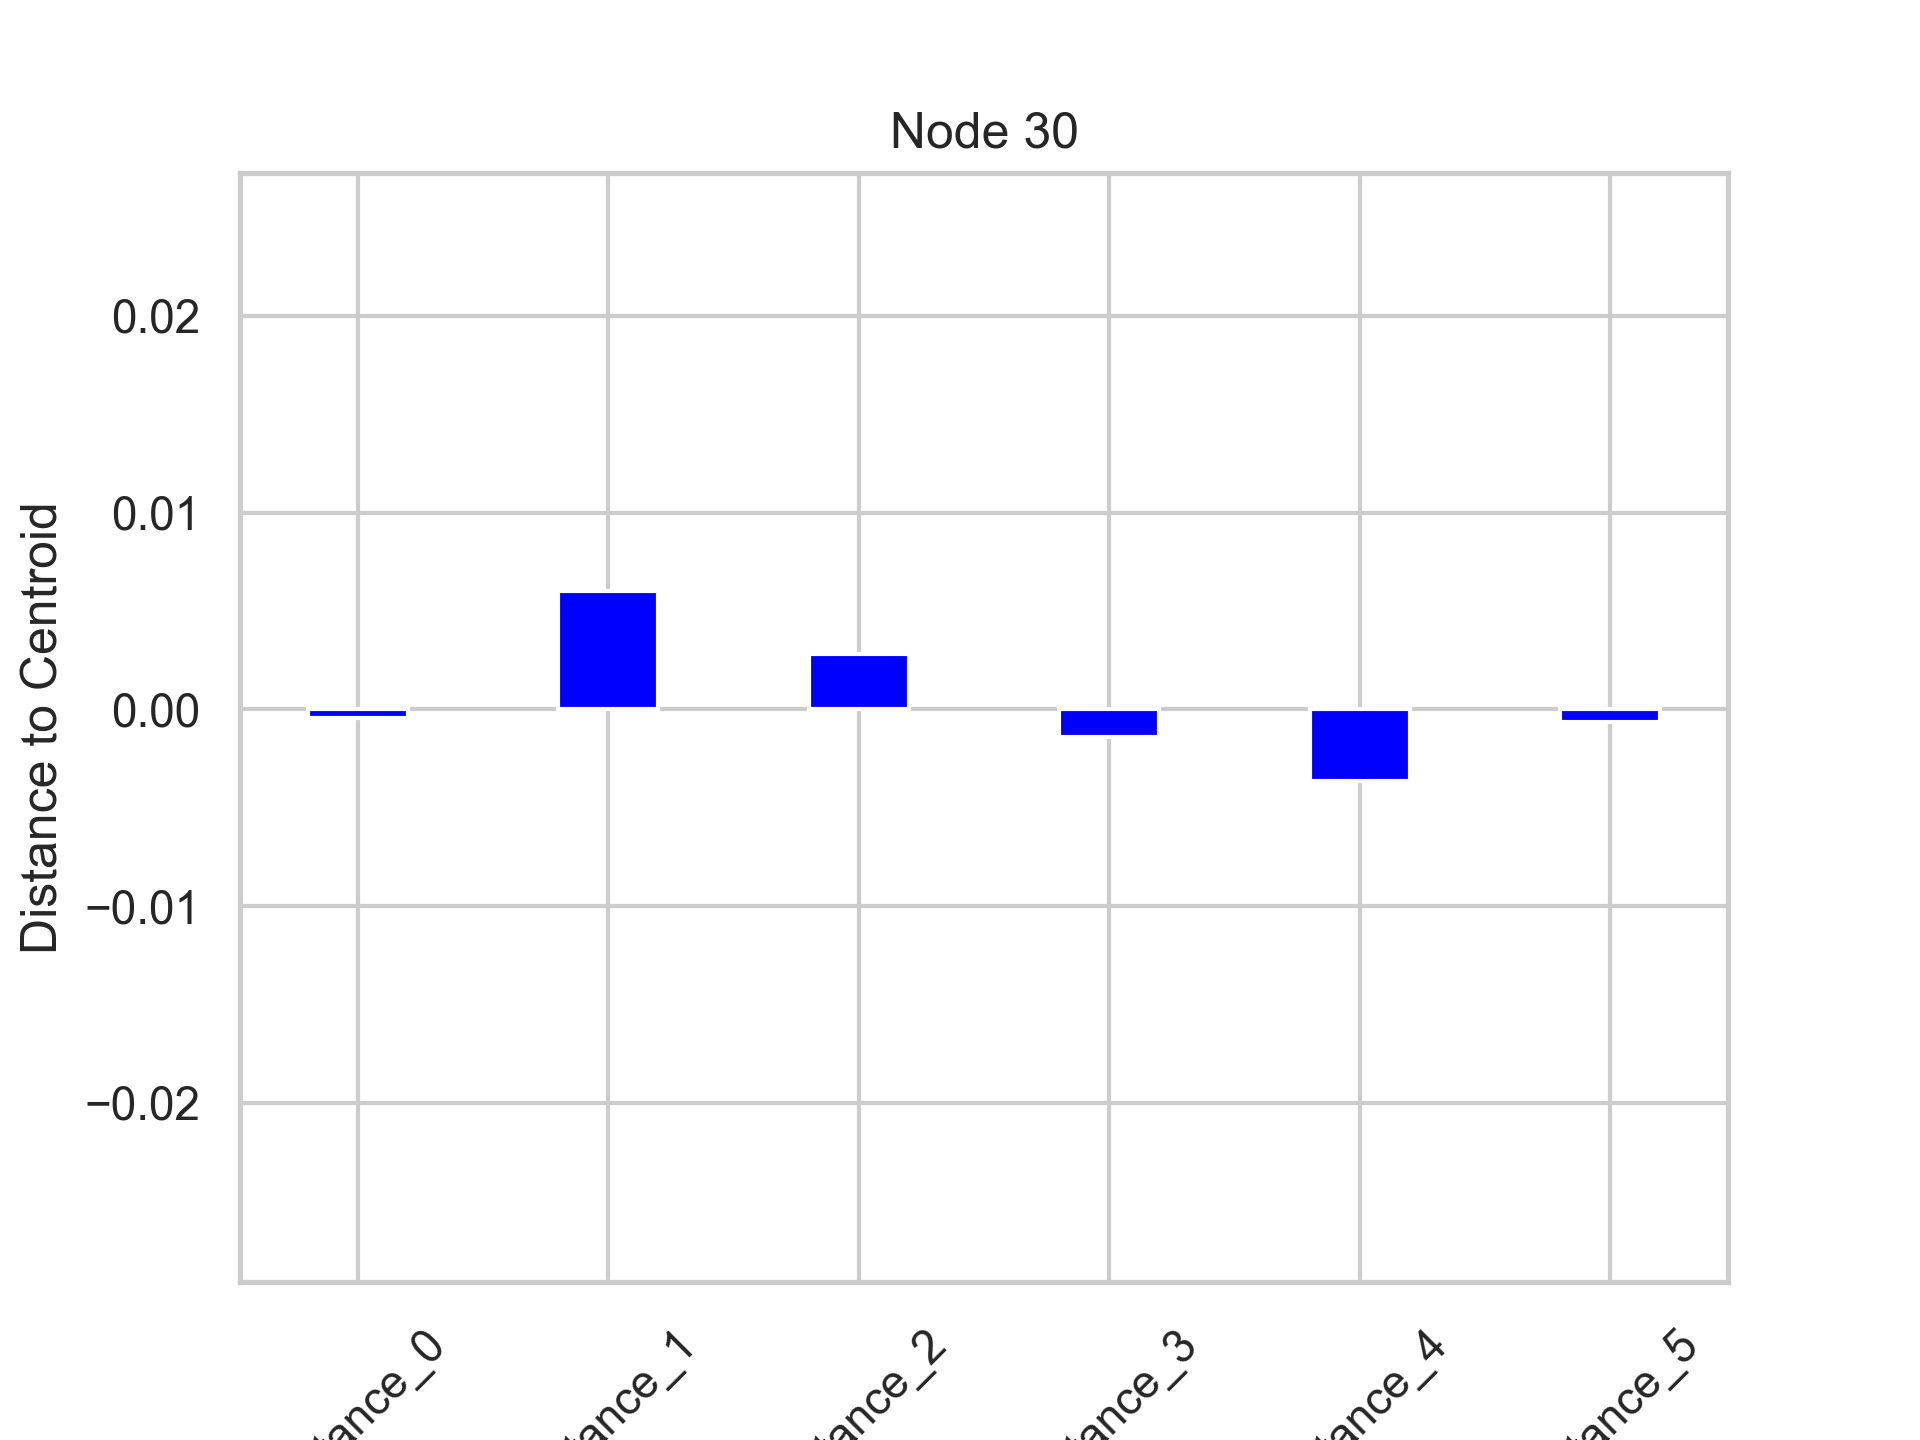 Node 30
Distance to Centroid
0.02
0.01
0.00
−0.01
−0.02
tance_0
tance_1
tance_2
tance_3
tance_4
tance_5